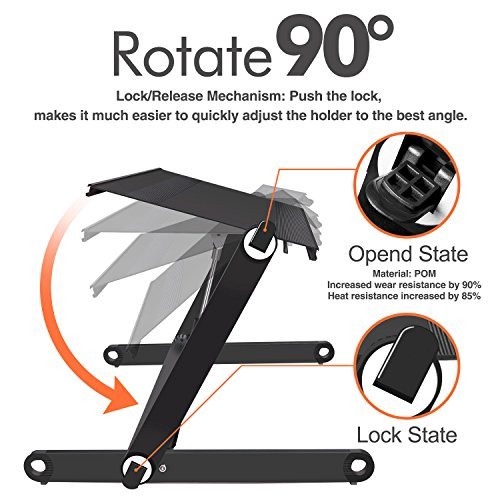 Rotate 90°
Lock/Release Mechanism: Push the lock,
makes it much easier to quickly adjust the holder to the best angle.
Opend State
Material: POM
Increased wear resistance by 90%
Heat resistance increased by 85%
Lock State